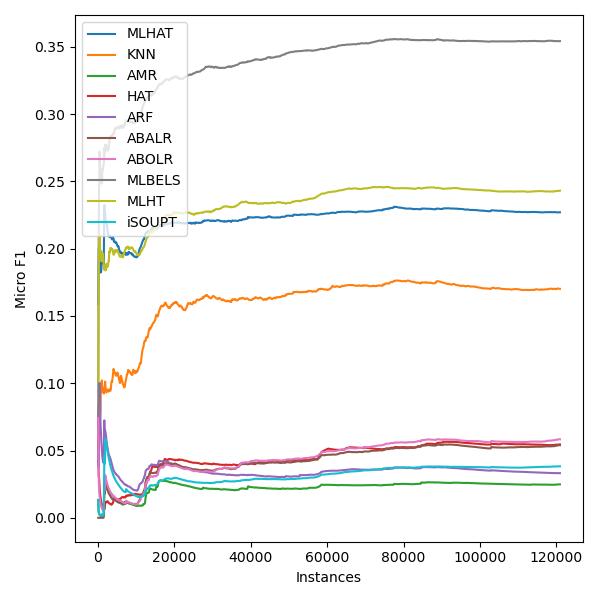 MLHAT
KNN
AMR
HAT
ARF
ABALR
ABOLR
MLBELS
MLHT
iSOUPT
0.35
0.30
0.25
0.20
0.15
0.10
0.05
0.00
Micro F1
0 20000 40000 60000 80000 100000 120000
Instances